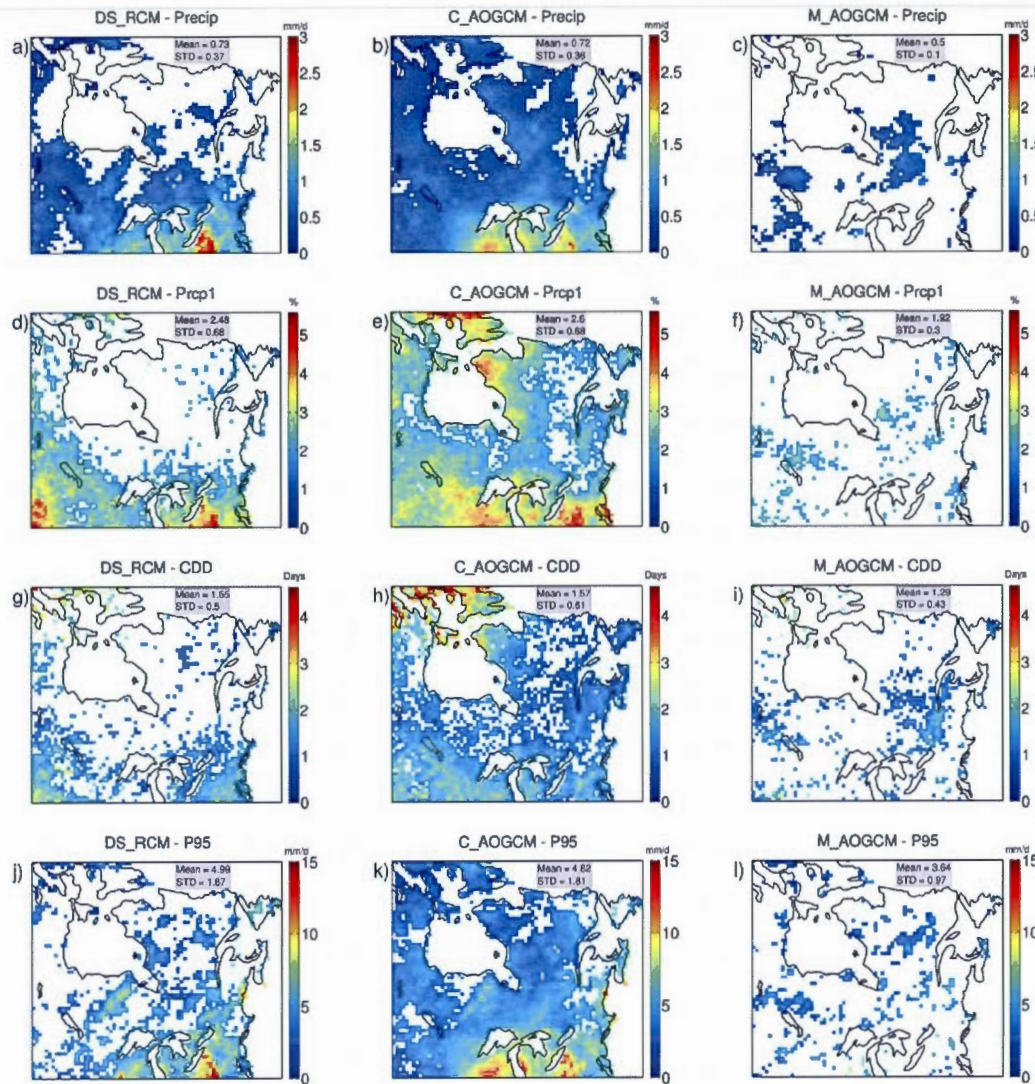 DS_RCM - Precip
C_AOGCM - Precip
M_AOGCM - Precip
mm/d
mm/d
mm/d
a)
Mean = 0.73
STD = 0.37
3
2.5
2
1.5
1
0.5
0
b)
Mean = 0.72
STD = 0.36
3
2.5
2
1.5
1
0.5
0
c)
Mean = 0.5
STD = 0.1
3
2.5
2
1.5
1
0.5
0
DS_RCM - Prcp1
C_AOGCM - Prcp1
M_AOGCM - Prcp1
%
%
%
d)
Mean = 2.48
STD = 0.68
5
4
3
2
1
0
e)
Mean = 2.6
STD = 0.68
5
4
3
2
1
0
f)
Mean = 1.92
STD = 0.3
5
4
3
2
1
0
DS_RCM - CDD
C_AOGCM - CDD
M_AOGCM - CDD
Days
Days
Days
g)
Mean = 1.55
STD = 0.5
4
3
2
1
0
h)
Mean = 1.57
STD = 0.61
4
3
2
1
0
i)
Mean = 1.29
STD = 0.43
4
3
2
1
0
DS_RCM - P95
C_AOGCM - P95
M_AOGCM - P95
mm/d
mm/d
mm/d
j)
Mean = 4.99
STD = 1.87
15
10
5
0
k)
Mean = 4.82
STD = 1.81
15
10
5
0
l)
Mean = 3.64
STD = 0.97
15
10
5
0